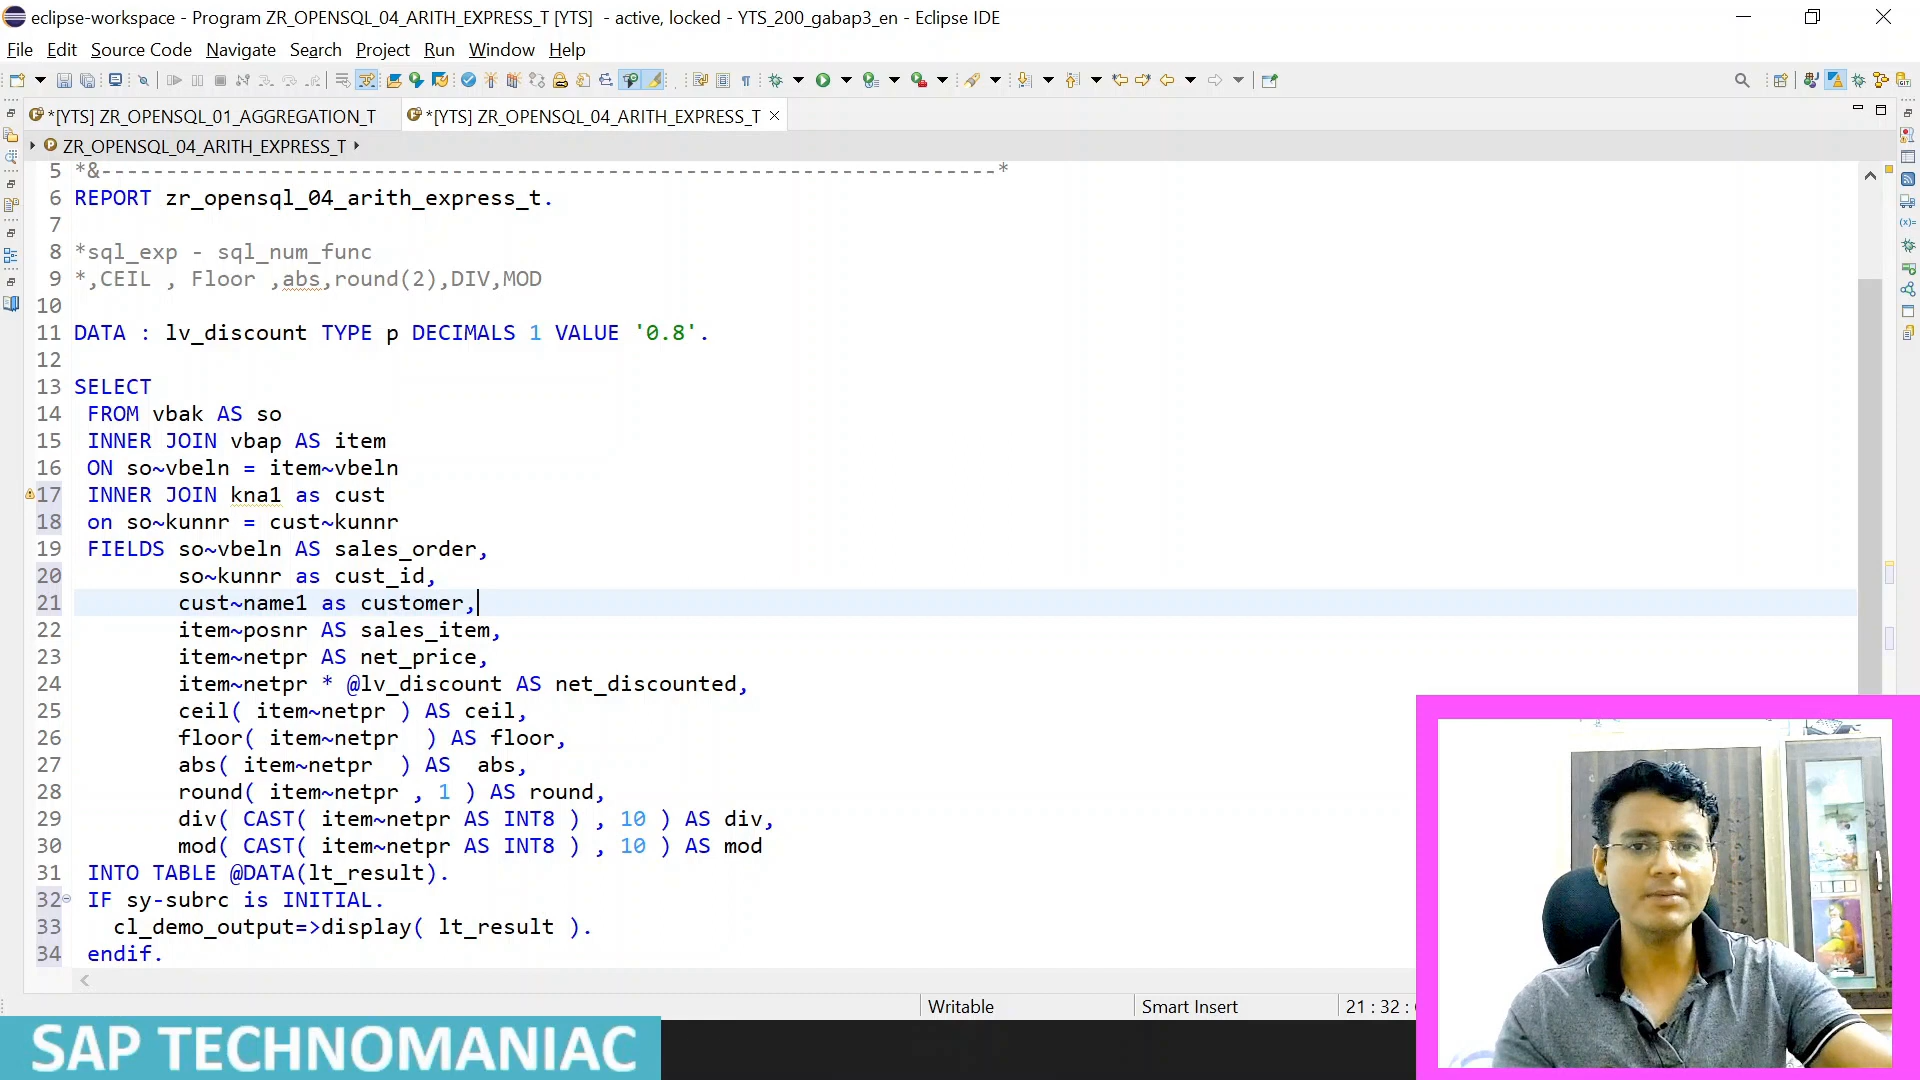 eclipse-workspace - Program ZR_OPENSQL_04_ARITH_EXPRESS_T [YTS] - active, locked - YTS_200_gabap3_en - Eclipse IDE
File Edit Source Code Navigate Search Project Run Window Help
*[YTS] ZR_OPENSQL_01_AGGREGATION_T *[YTS] ZR_OPENSQL_04_ARITH_EXPRESS_T
ZR_OPENSQL_04_ARITH_EXPRESS_T
5 *&---------------------------------------------------------------------*
6 REPORT zr_opensql_04_arith_express_t.
7
8 *sql_exp - sql_num_func
9 *,CEIL , Floor ,abs,round(2),DIV,MOD
10
11 DATA : lv_discount TYPE p DECIMALS 1 VALUE '0.8'.
12
13 SELECT
14 FROM vbak AS so
15 INNER JOIN vbap AS item
16 ON so~vbeln = item~vbeln
17 INNER JOIN kna1 as cust
18 on so~kunnr = cust~kunnr
19 FIELDS so~vbeln AS sales_order,
20 so~kunnr as cust_id,
21 cust~name1 as customer,
22 item~posnr AS sales_item,
23 item~netpr AS net_price,
24 item~netpr * @lv_discount AS net_discounted,
25 ceil( item~netpr ) AS ceil,
26 floor( item~netpr  ) AS floor,
27 abs( item~netpr  ) AS  abs,
28 round( item~netpr , 1 ) AS round,
29 div( CAST( item~netpr AS INT8 ) , 10 ) AS div,
30 mod( CAST( item~netpr AS INT8 ) , 10 ) AS mod
31 INTO TABLE @DATA(lt_result).
32 IF sy-subrc is INITIAL.
33 cl_demo_output=>display( lt_result ).
34 endif.
Writable Smart Insert 21 : 32 :
SAP TECHNOMANIAC